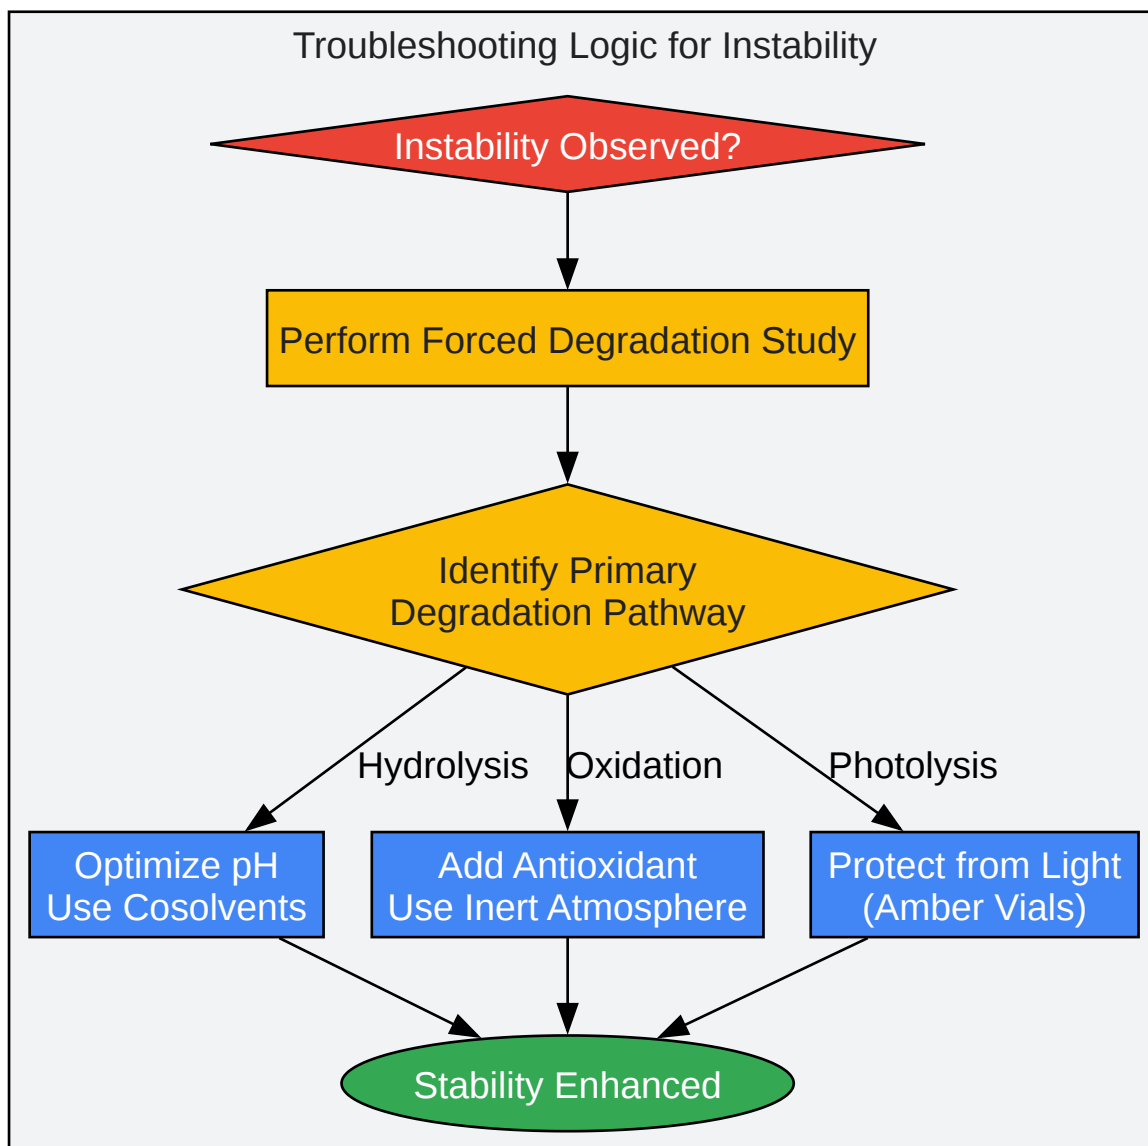 Troubleshooting Logic for Instability
Instability Observed?
Perform Forced Degradation Study
Identify Primary
Degradation Pathway
Hydrolysis
Oxidation
Photolysis
Optimize pH
Use Cosolvents
Add Antioxidant
Use Inert Atmosphere
Protect from Light
(Amber Vials)
Stability Enhanced